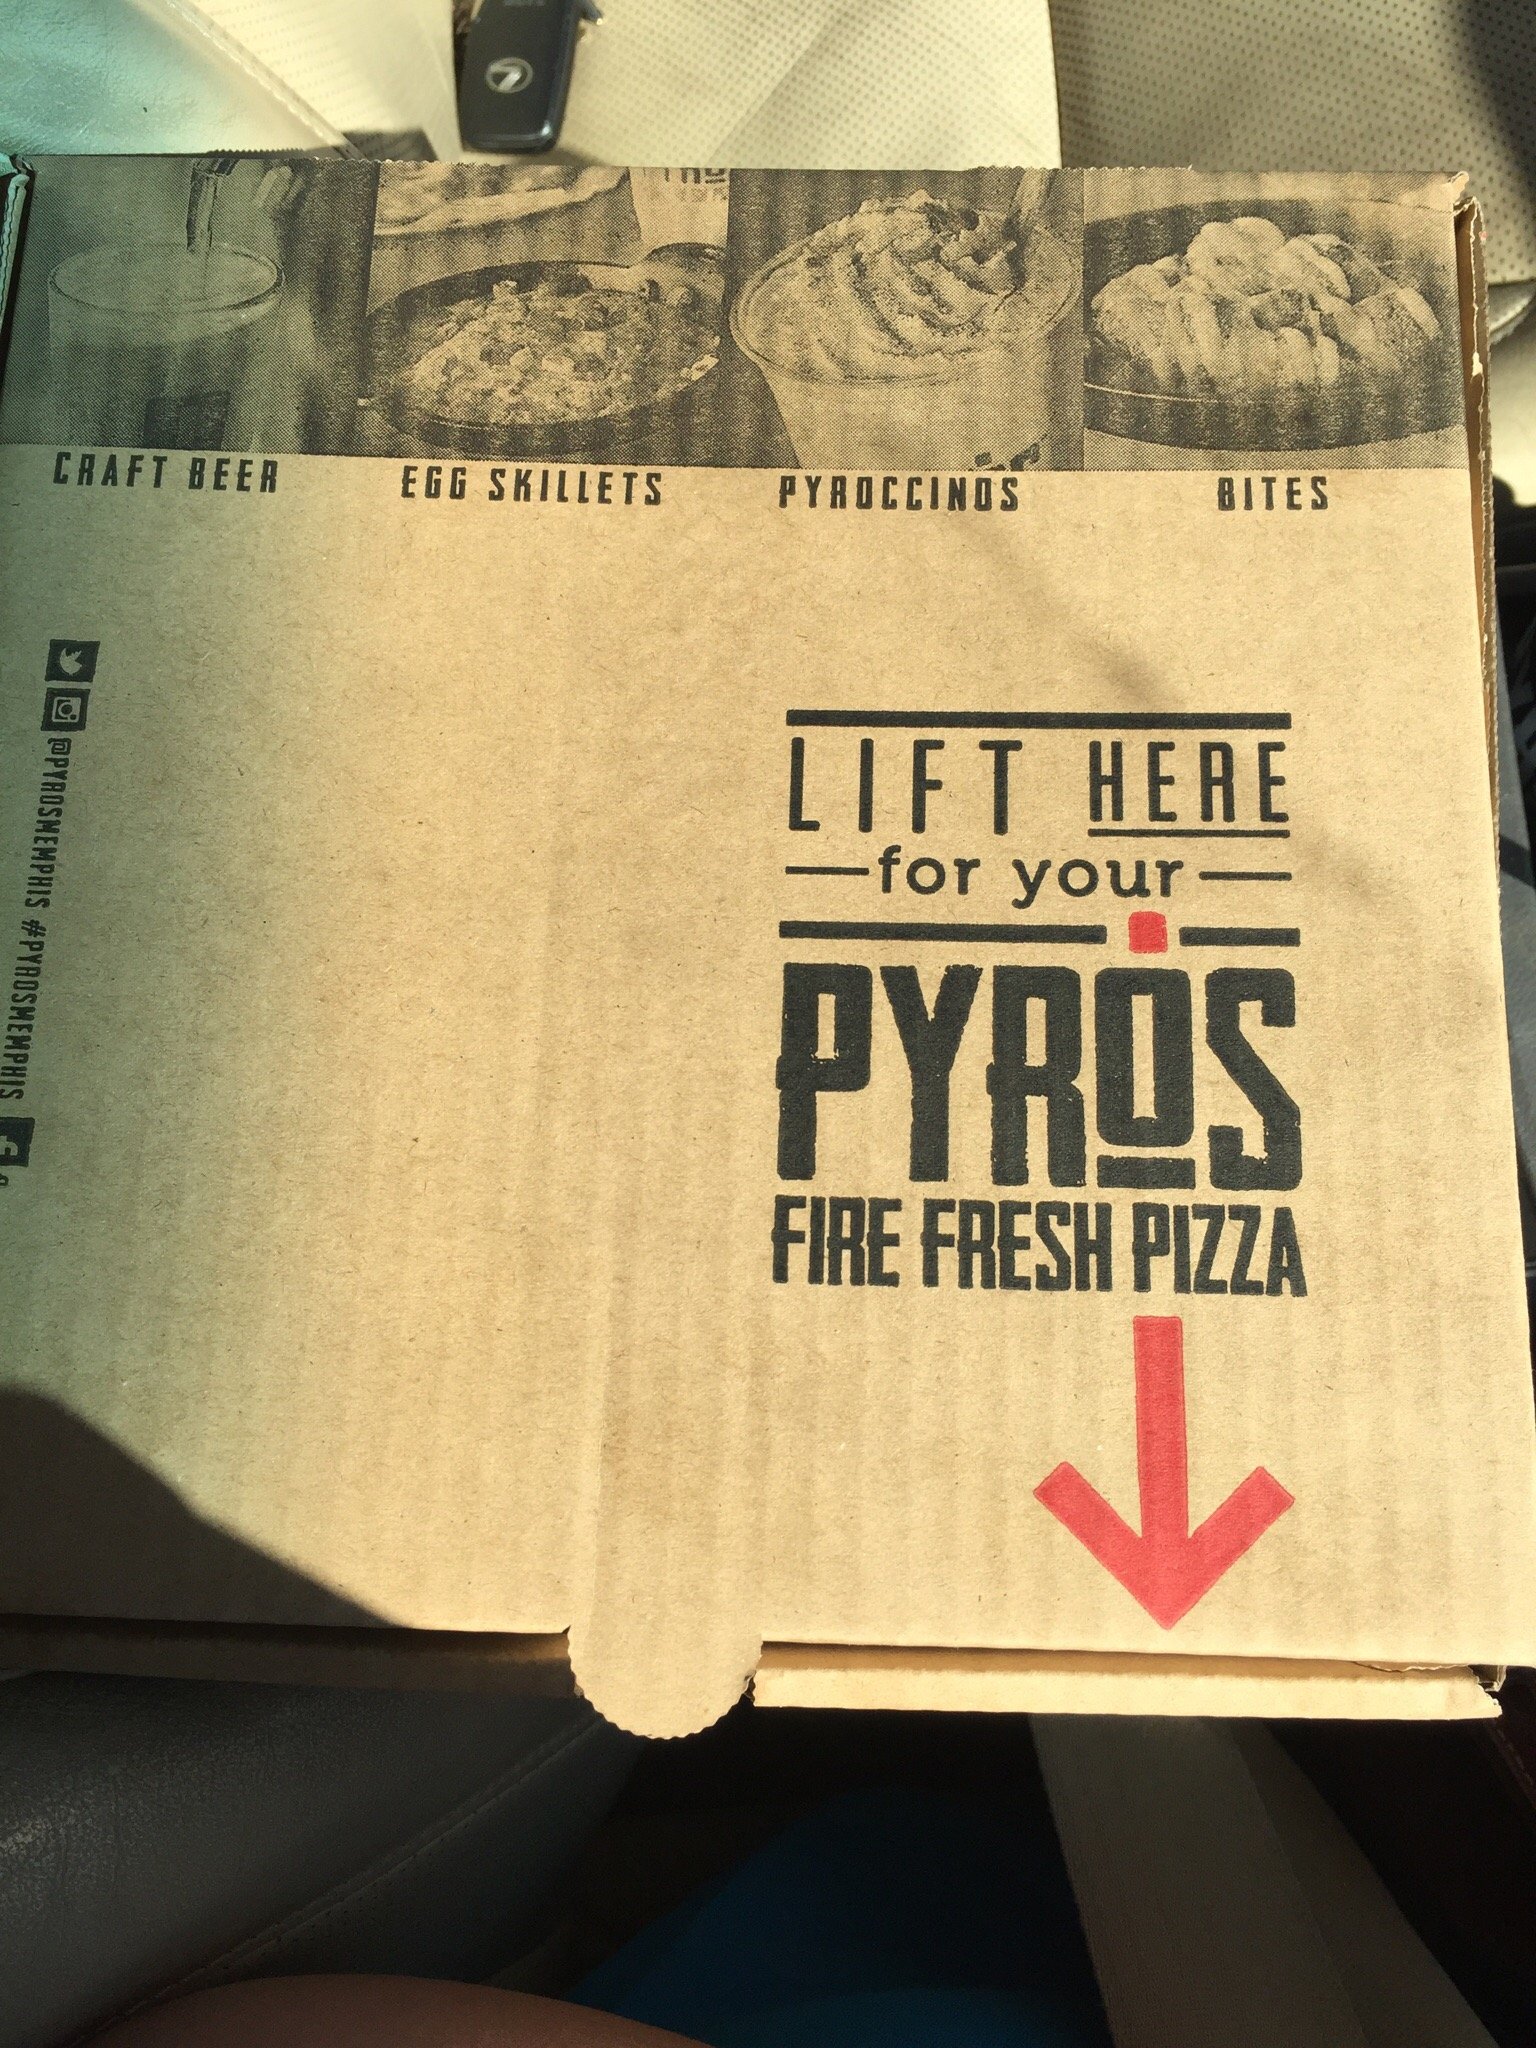 CRAFT BEER
EGG SKILLETS
PYROCCINOS
BITES
@PYROSMEMPHIS #PYROSMEMPHIS
LIFT HERE
for your
PYROS
FIRE FRESH PIZZA